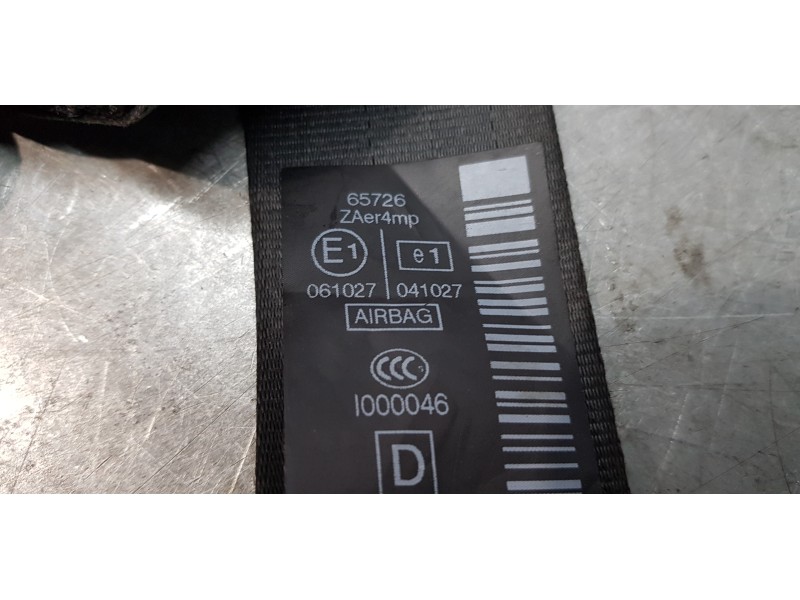 65726
ZAer4mp
E1 e1
061027 041027
AIRBAG
CCC
I000046
D